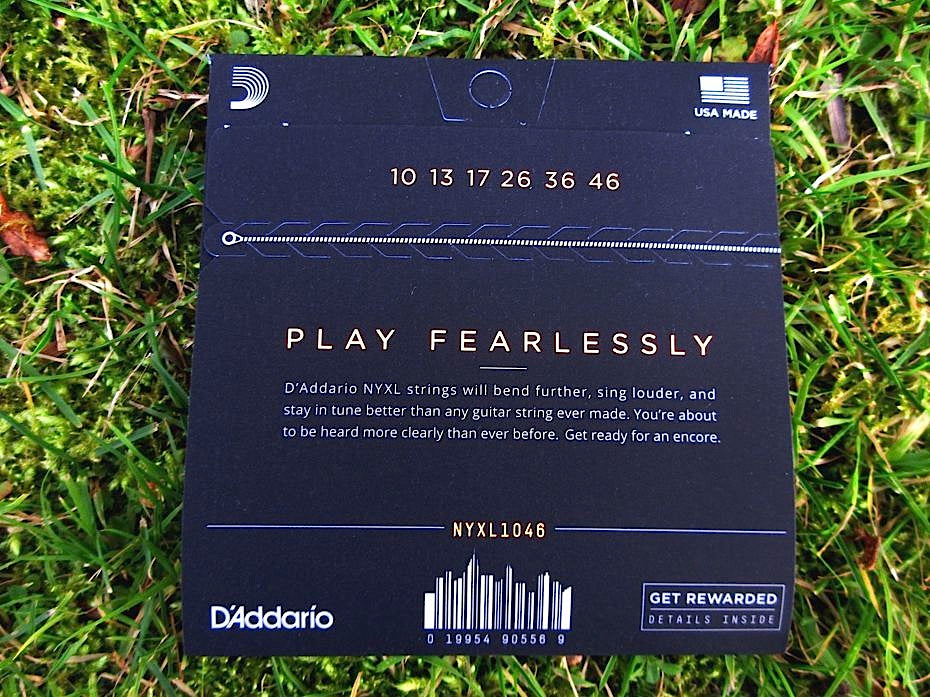 USA MADE
10 13 17 26 36 46
PLAY FEARLESSLY
D'Addario NYXL strings will bend further, sing louder, and
stay in tune better than any guitar string ever made. You're about
to be heard more clearly than ever before. Get ready for an encore.
NYXL1046
D'Addario
0 19954 90556 9
GET REWARDED
DETAILS INSIDE